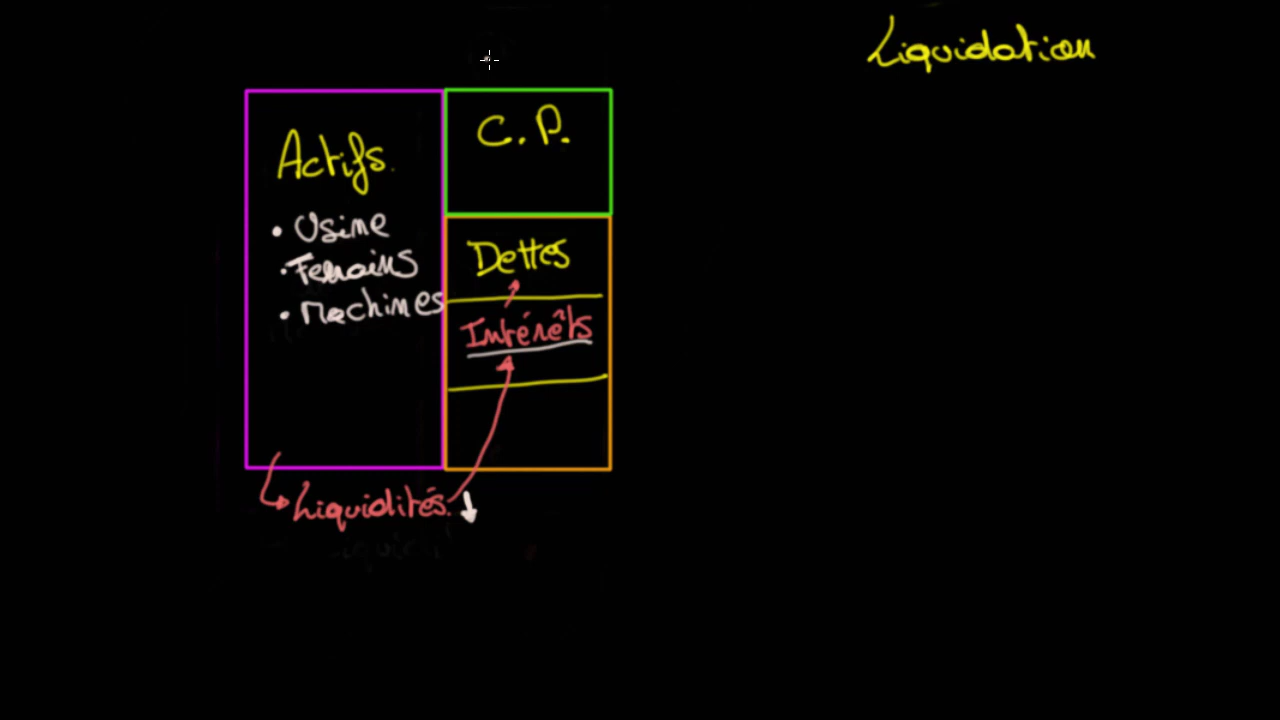 Liquidation
Actifs.
• Usine
• Terrains
• Machines
C.P.
Dettes
Intérêts
Liquidités.